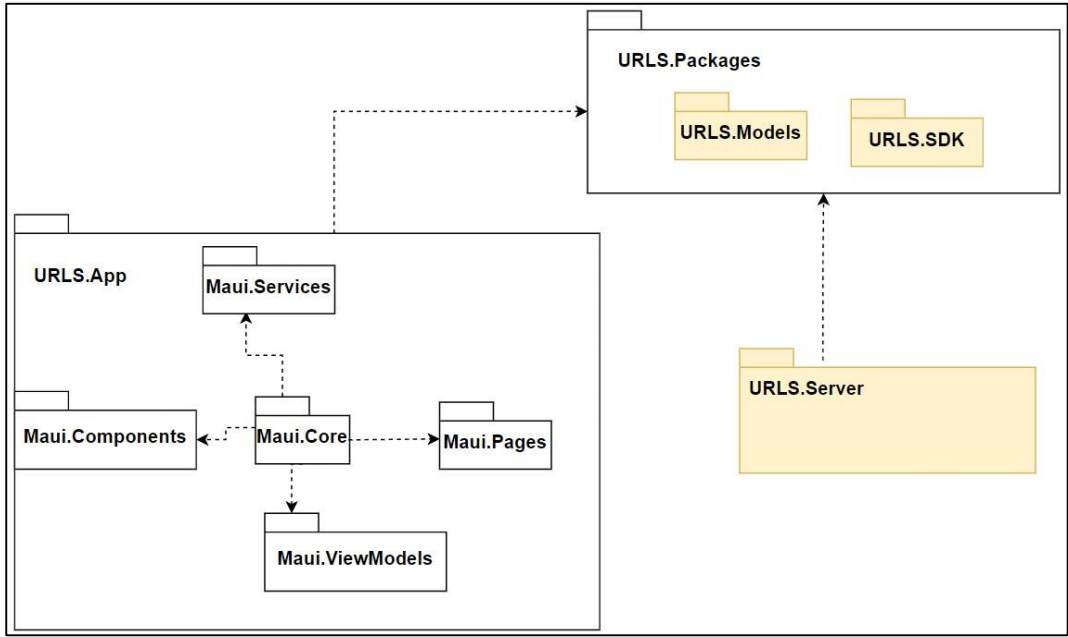 URLS.Packages
URLS.Models
URLS.SDK
URLS.App
Maui.Services
Maui.Components
Maui.Core
Maui.Pages
Maui.ViewModels
URLS.Server